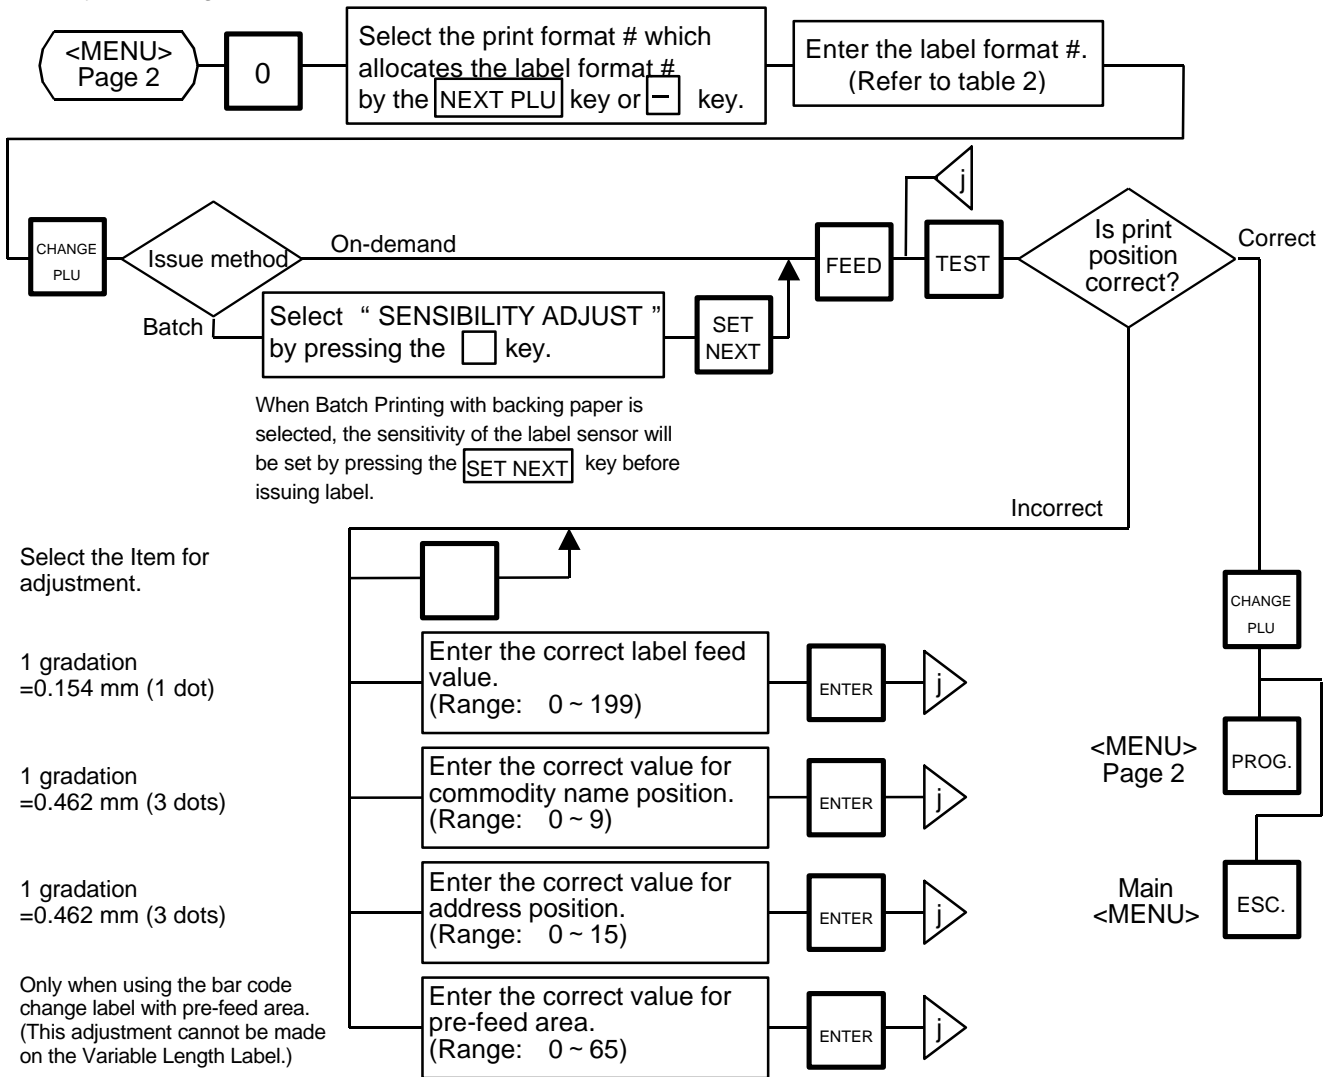 <MENU>
Page 2
0
Select the print format # which
allocates the label format #
by the NEXT PLU key or – key.
Enter the label format #.
(Refer to table 2)
j
CHANGE
PLU
Issue method
On-demand
Batch
Select “ SENSIBILITY ADJUST ”
by pressing the key.
SET
NEXT
FEED
TEST
Is print
position
correct?
Correct
When Batch Printing with backing paper is
selected, the sensitivity of the label sensor will
be set by pressing the SET NEXT key before
issuing label.
Incorrect
Select the Item for
adjustment.
1 gradation
=0.154 mm (1 dot)
Enter the correct label feed
value.
(Range: 0 ~ 199)
ENTER
j
1 gradation
=0.462 mm (3 dots)
Enter the correct value for
commodity name position.
(Range: 0 ~ 9)
ENTER
j
1 gradation
=0.462 mm (3 dots)
Enter the correct value for
address position.
(Range: 0 ~ 15)
ENTER
j
Only when using the bar code
change label with pre-feed area.
(This adjustment cannot be made
on the Variable Length Label.)
Enter the correct value for
pre-feed area.
(Range: 0 ~ 65)
ENTER
j
CHANGE
PLU
<MENU>
Page 2
PROG.
Main
<MENU>
ESC.